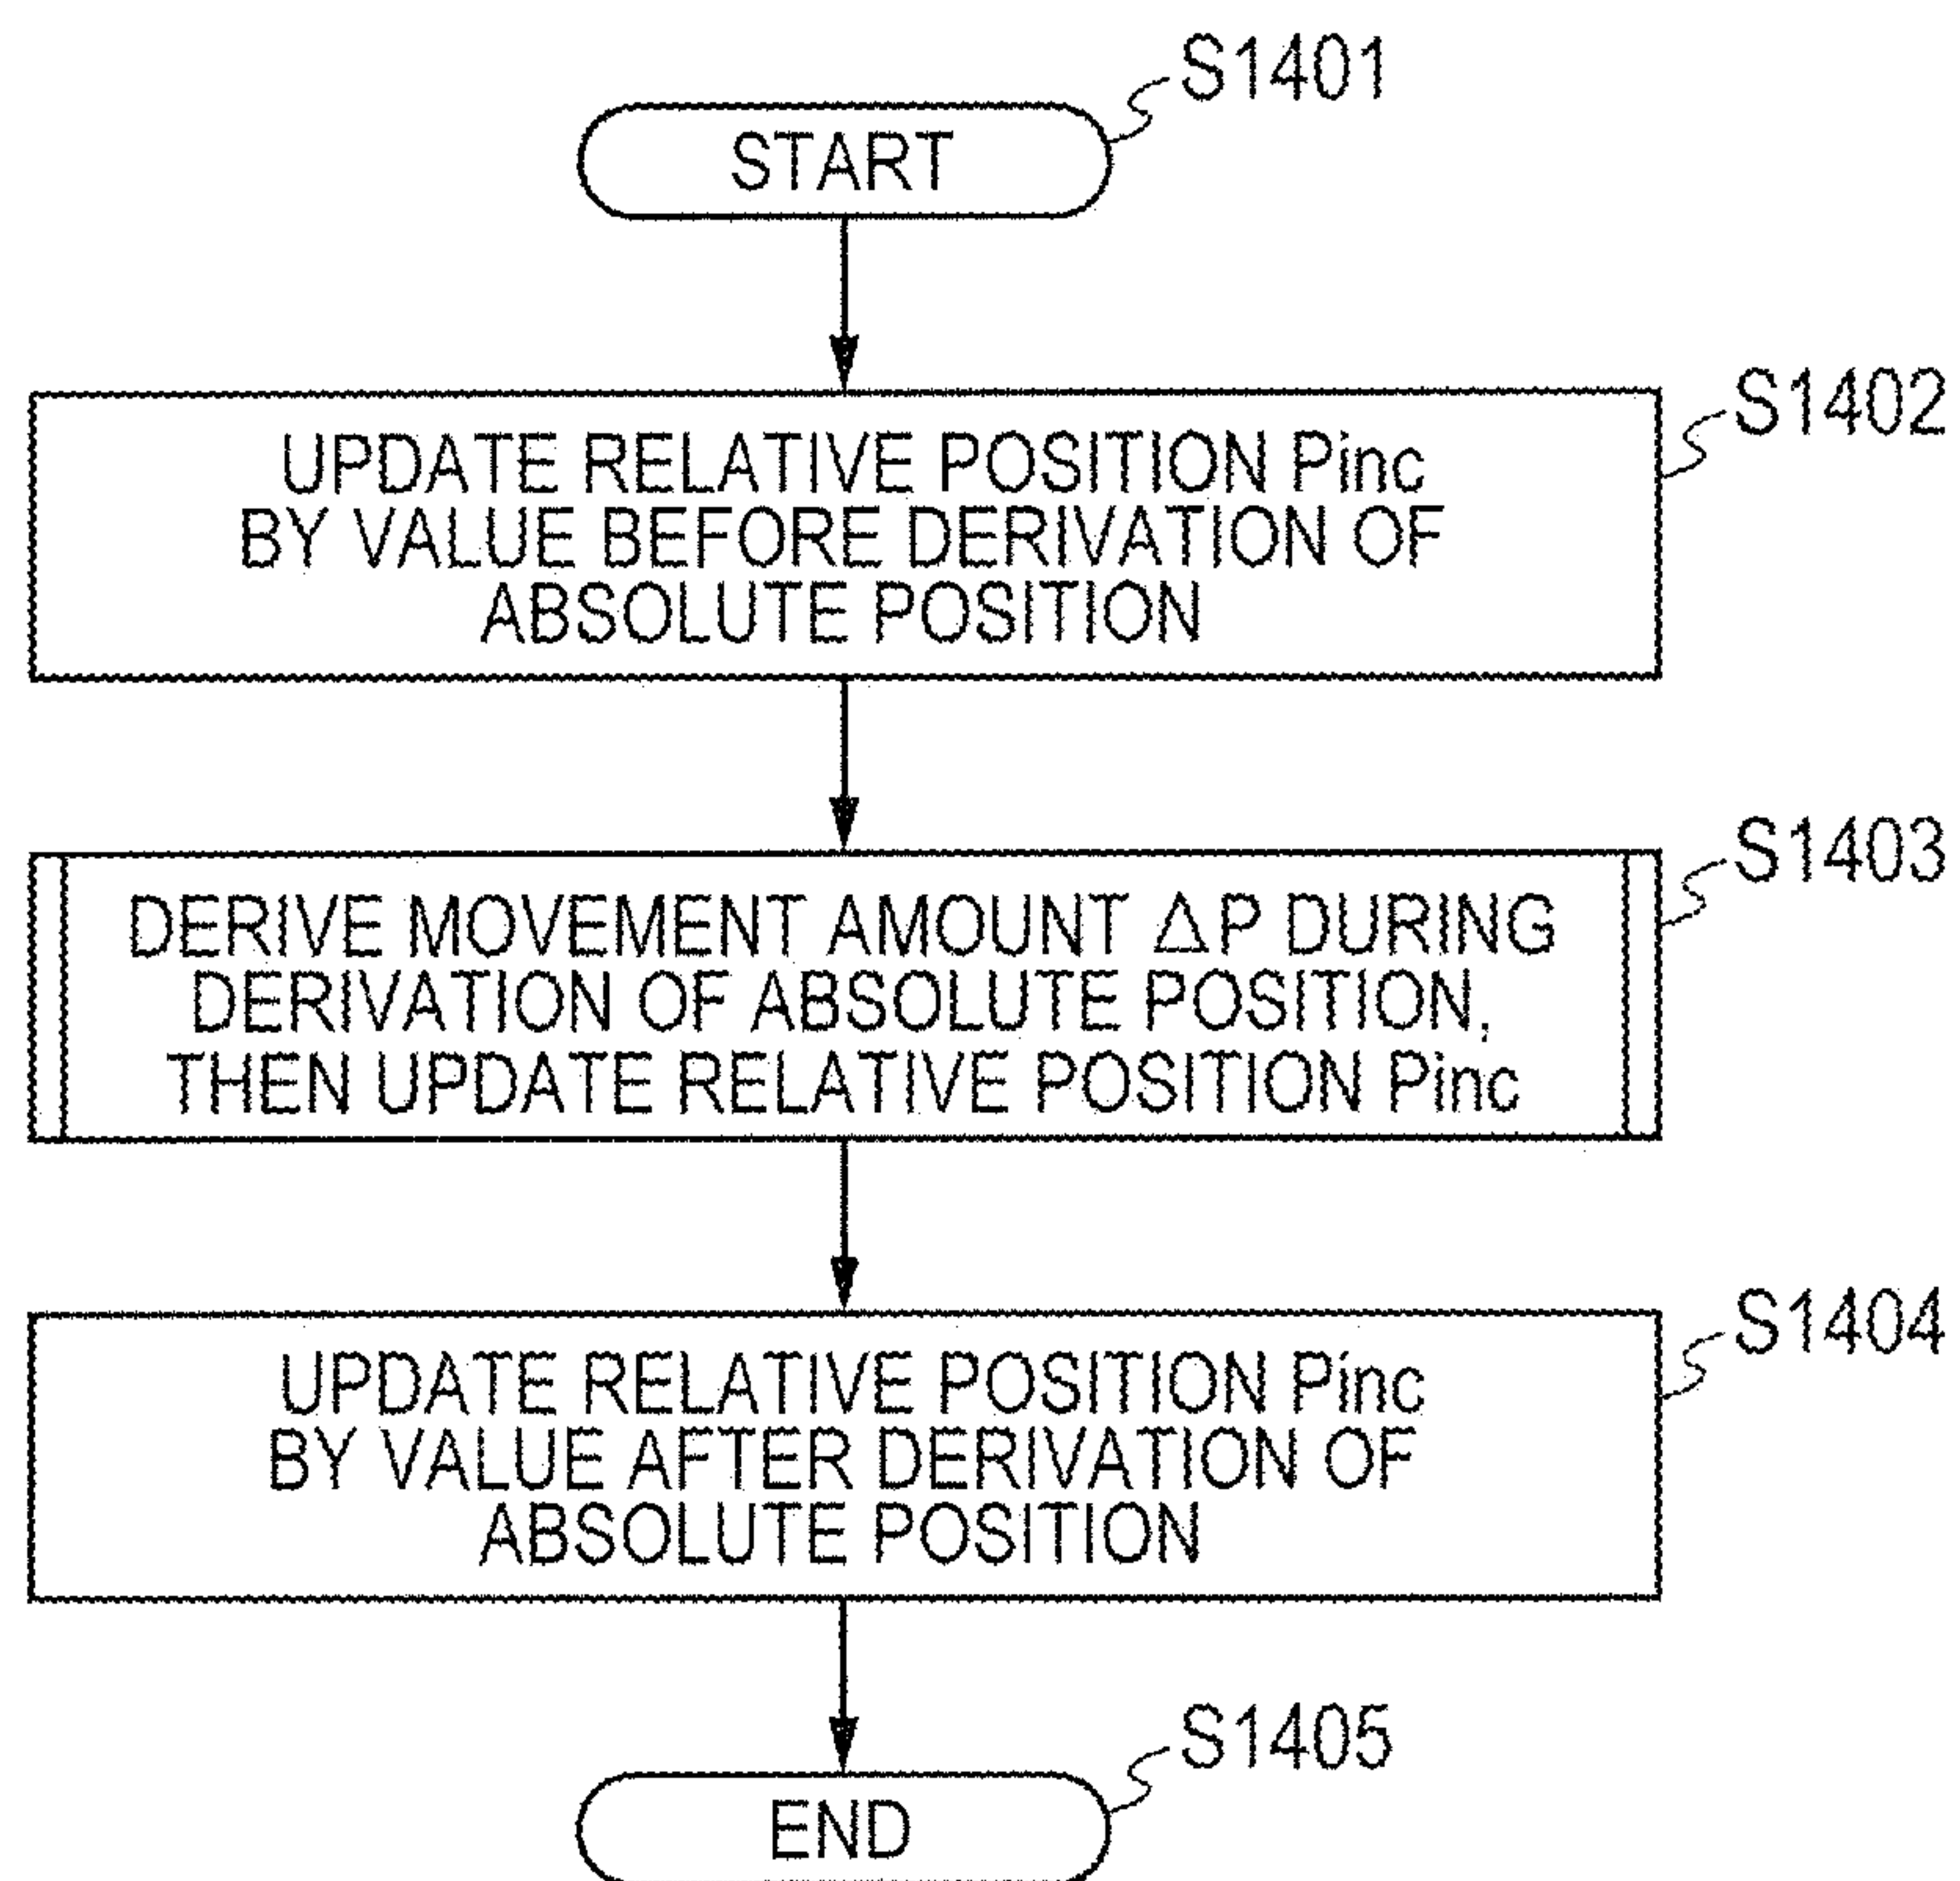 S1401
START
S1402
UPDATE RELATIVE POSITION Pinc
BY VALUE BEFORE DERIVATION OF
ABSOLUTE POSITION
S1403
DERIVE MOVEMENT AMOUNT ΔP DURING
DERIVATION OF ABSOLUTE POSITION,
THEN UPDATE RELATIVE POSITION Pinc
S1404
UPDATE RELATIVE POSITION Pinc
BY VALUE AFTER DERIVATION OF
ABSOLUTE POSITION
S1405
END